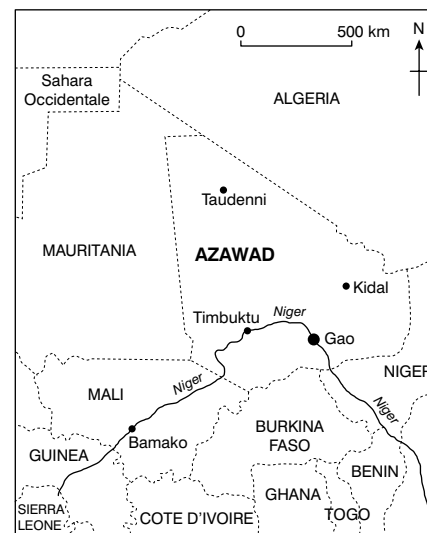 0 500 km
N
Sahara
Occidentale
ALGERIA
Taudenni
MAURITANIA
AZAWAD
Kidal
Timbuktu
Niger
Gao
NIGER
Niger
MALI
Niger
Bamako
BURKINA
FASO
GUINEA
BENIN
GHANA
SIERRA
LEONE
COTE D'IVOIRE
TOGO